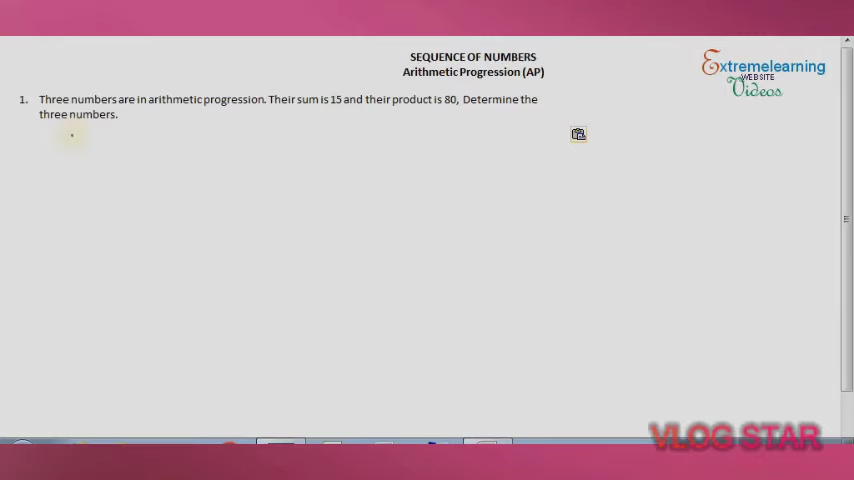 SEQUENCE OF NUMBERS
Arithmetic Progression (AP)
Extremelearning
WEBSITE
Videos
1. Three numbers are in arithmetic progression. Their sum is 15 and their product is 80, Determine the
three numbers.
VLOG STAR